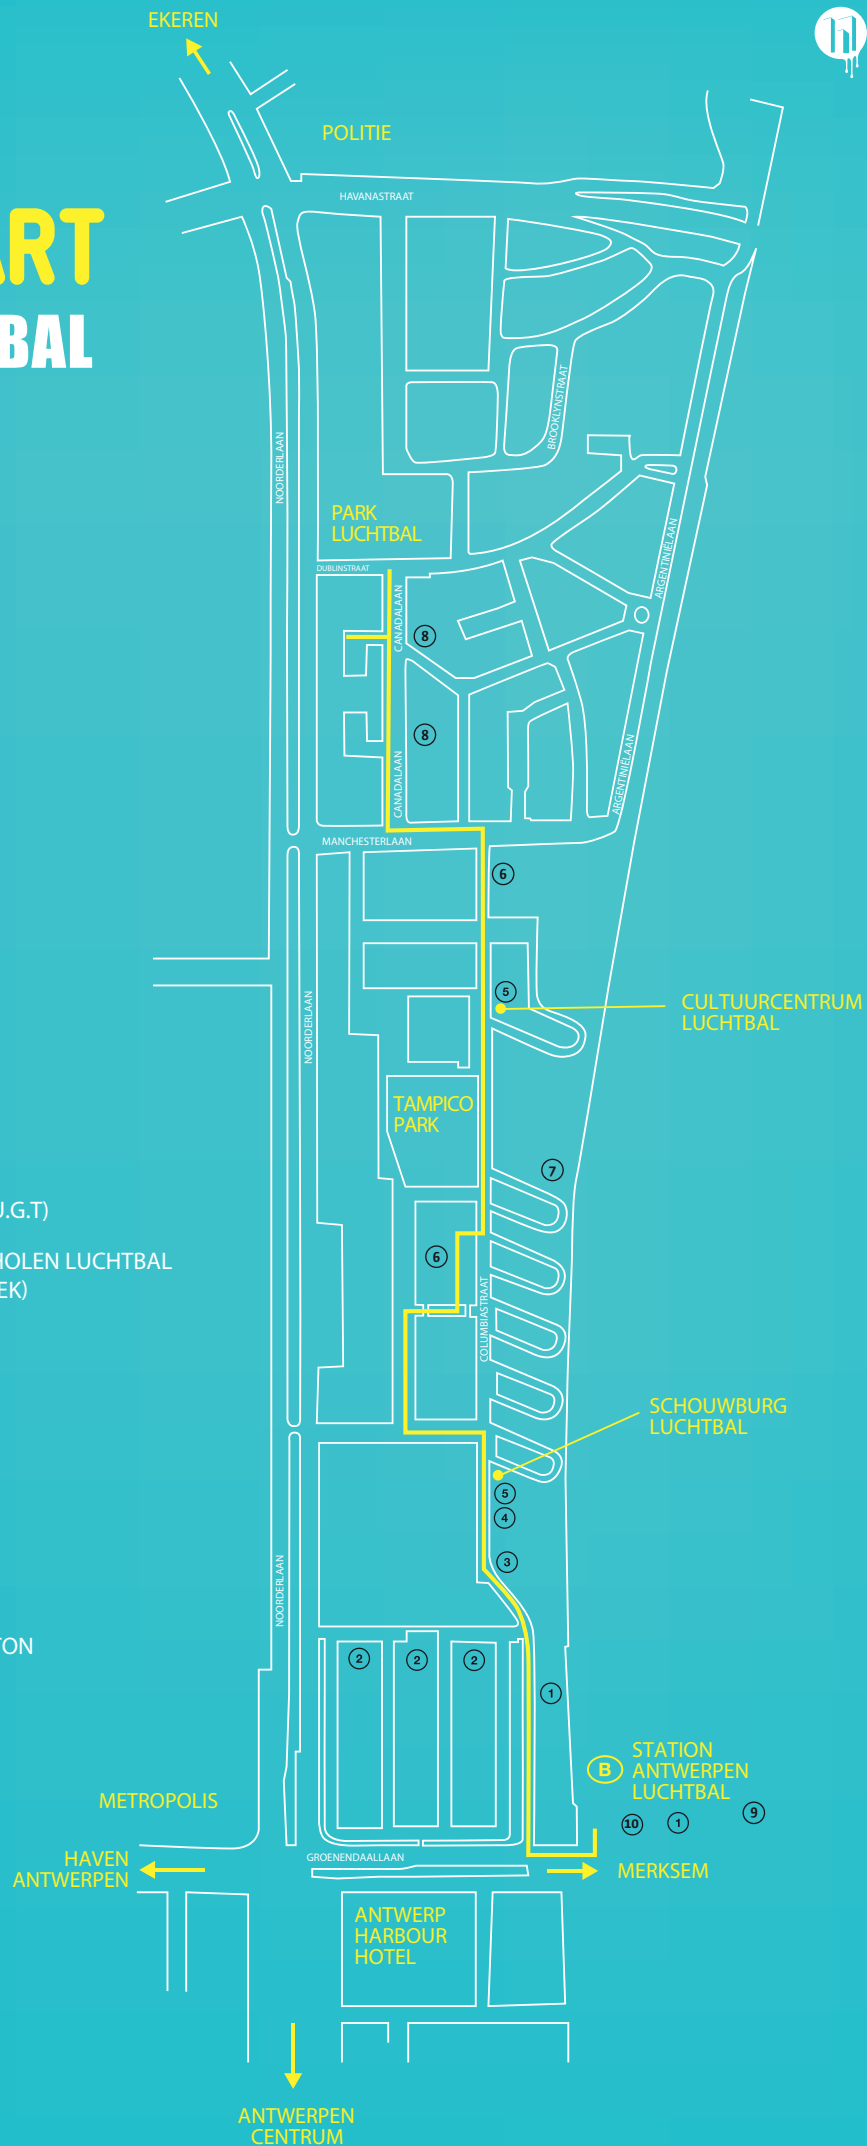 EKEREN
POLITIE
HAVANASTRAAT
ART
BAL
BROOKLYNSTRAAT
NOORDERLAAN
PARK
LUCHTBAL
DUBLINSTRAAT
ARGENTINIËLAAN
CANADALAAN
8
8
CANADALAAN
ARGENTINIËLAAN
MANCHESTERLAAN
6
5
CULTUURCENTRUM
LUCHTBAL
NOORDERLAAN
TAMPICO
PARK
7
J.G.T)
HOLEN LUCHTBAL
EK)
6
COLUMBIASTRAAT
SCHOUWBURG
LUCHTBAL
5
4
3
NOORDERLAAN
TON
2
2
2
1
B
STATION
ANTWERPEN
LUCHTBAL
METROPOLIS
10
1
9
HAVEN
ANTWERPEN
GROENENDAALLAAN
MERKSEM
ANTWERP
HARBOUR
HOTEL
ANTWERPEN
CENTRUM